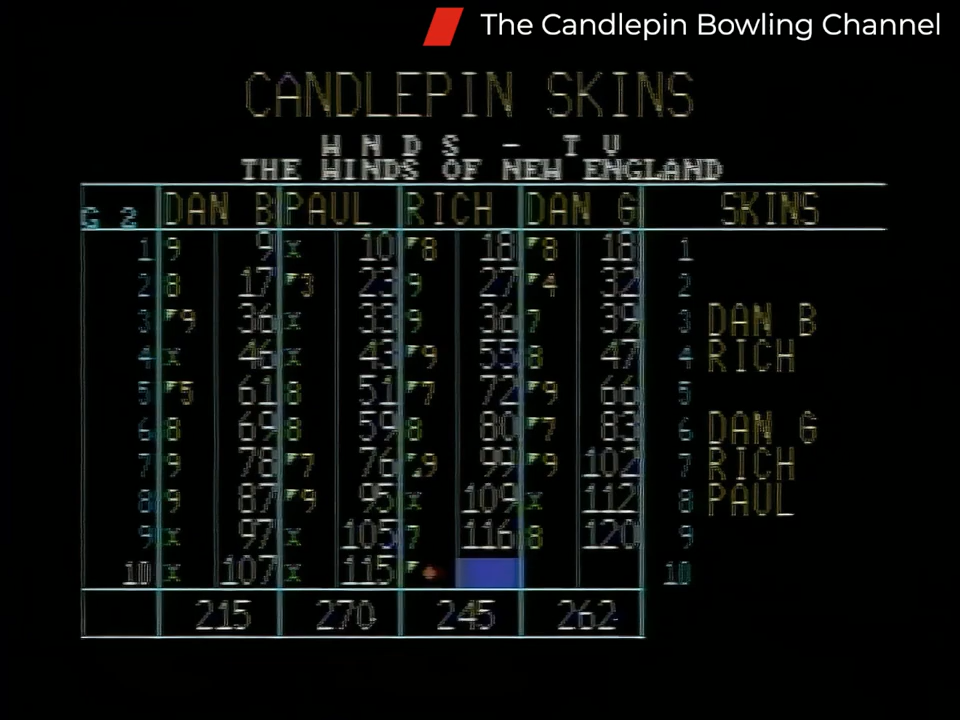 The Candlepin Bowling Channel
CANDLEPIN SKINS
W N D S - T V
THE WINDS OF NEW ENGLAND
G 2 DAN B PAUL RICH DAN G SKINS
1 9 9 X 10 8 18 8 18 1
2 8 17 3 23 9 27 4 32 2
3 9 36 X 33 9 36 7 39 3 DAN B
4 X 46 X 43 9 55 8 47 4 RICH
5 5 61 8 51 7 72 9 66 5
6 8 69 8 59 8 80 7 83 6 DAN G
7 9 78 7 76 9 99 9 102 7 RICH
8 9 87 9 95 X 109 X 112 8 PAUL
9 X 97 X 105 7 116 8 120 9
10 X 107 X 115 10
215 270 245 262